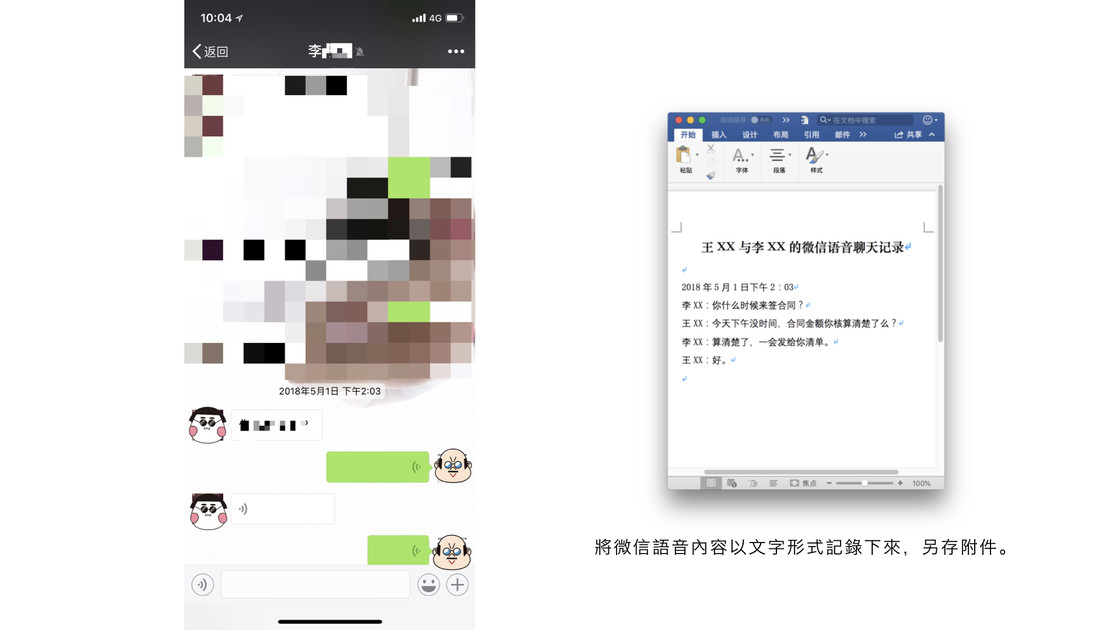 10:04
4G
返回
李
2018年5月1日 下午2:03
在文档中搜索
开始 插入 设计 布局 引用 邮件 共享
粘贴 字体 段落 样式
王 XX 与李 XX 的微信语音聊天记录
2018 年 5 月 1 日下午 2：03
李 XX：你什么时候来签合同？
王 XX：今天下午没时间，合同金额你核算清楚了么？
李 XX：算清楚了，一会发给你清单。
王 XX：好。
焦点 100%
將微信語音內容以文字形式記錄下來，另存附件。